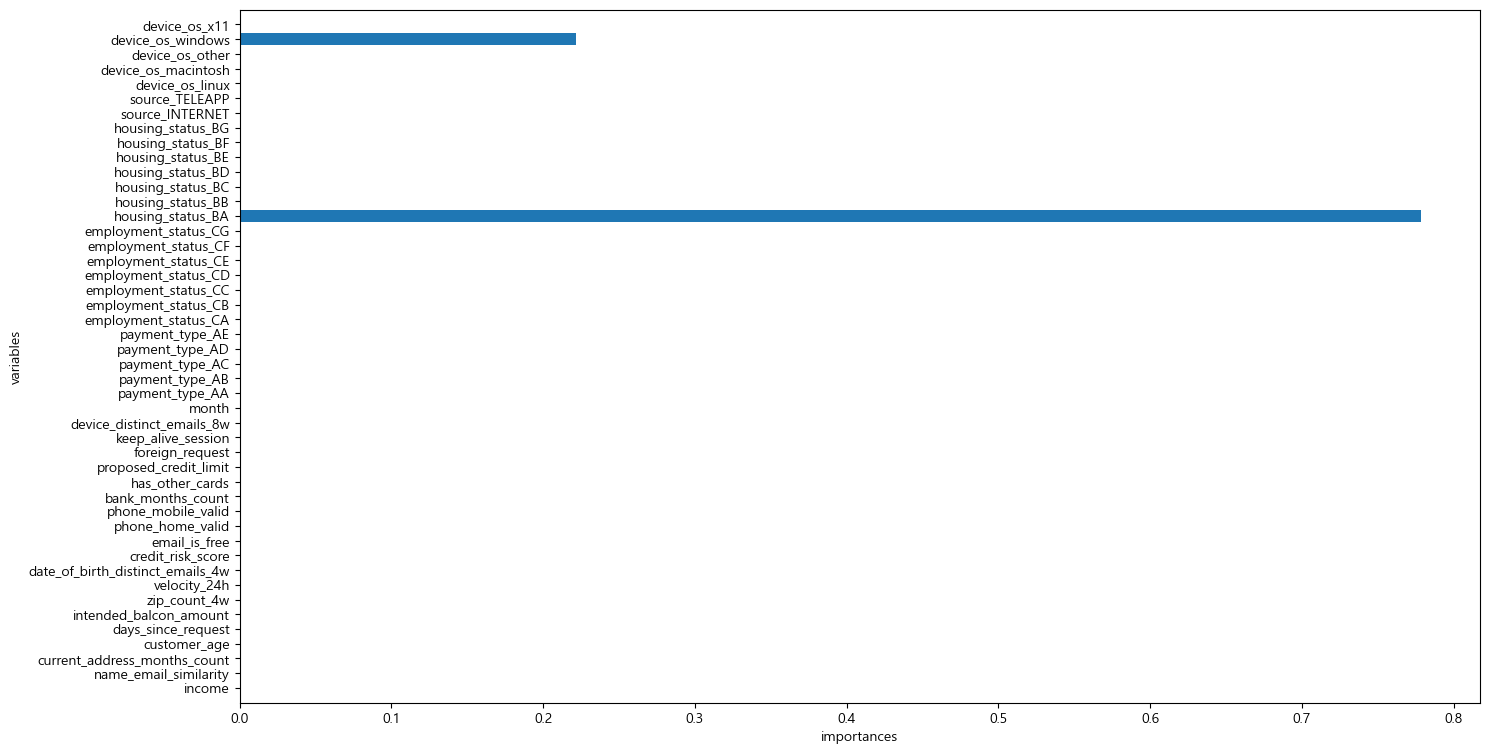 device_os_x11
device_os_windows
device_os_other
device_os_macintosh
device_os_linux
source_TELEAPP
source_INTERNET
housing_status_BG
housing_status_BF
housing_status_BE
housing_status_BD
housing_status_BC
housing_status_BB
housing_status_BA
employment_status_CG
employment_status_CF
employment_status_CE
employment_status_CD
employment_status_CC
employment_status_CB
employment_status_CA
payment_type_AE
payment_type_AD
payment_type_AC
payment_type_AB
payment_type_AA
month
device_distinct_emails_8w
keep_alive_session
foreign_request
proposed_credit_limit
has_other_cards
bank_months_count
phone_mobile_valid
phone_home_valid
email_is_free
credit_risk_score
date_of_birth_distinct_emails_4w
velocity_24h
zip_count_4w
intended_balcon_amount
days_since_request
customer_age
current_address_months_count
name_email_similarity
income
variables
0.0 0.1 0.2 0.3 0.4 0.5 0.6 0.7 0.8
importances